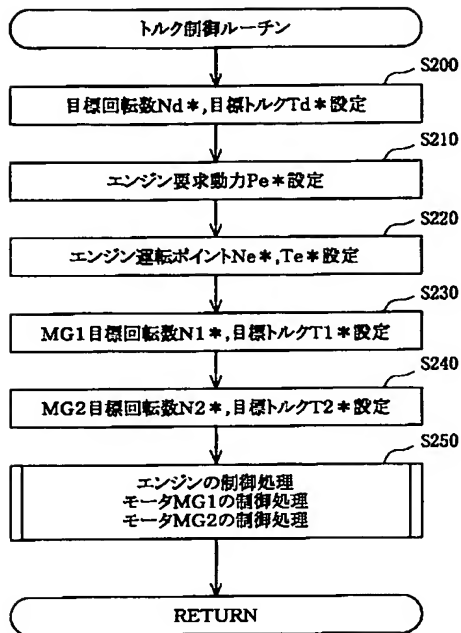 トルク制御ルーチン
S200
目標回転数Nd*,目標トルクTd*設定
S210
エンジン要求動力Pe*設定
S220
エンジン運転ポイントNe*,Te*設定
S230
MG1目標回転数N1*,目標トルクT1*設定
S240
MG2目標回転数N2*,目標トルクT2*設定
S250
エンジンの制御処理
モータMG1の制御処理
モータMG2の制御処理
RETURN